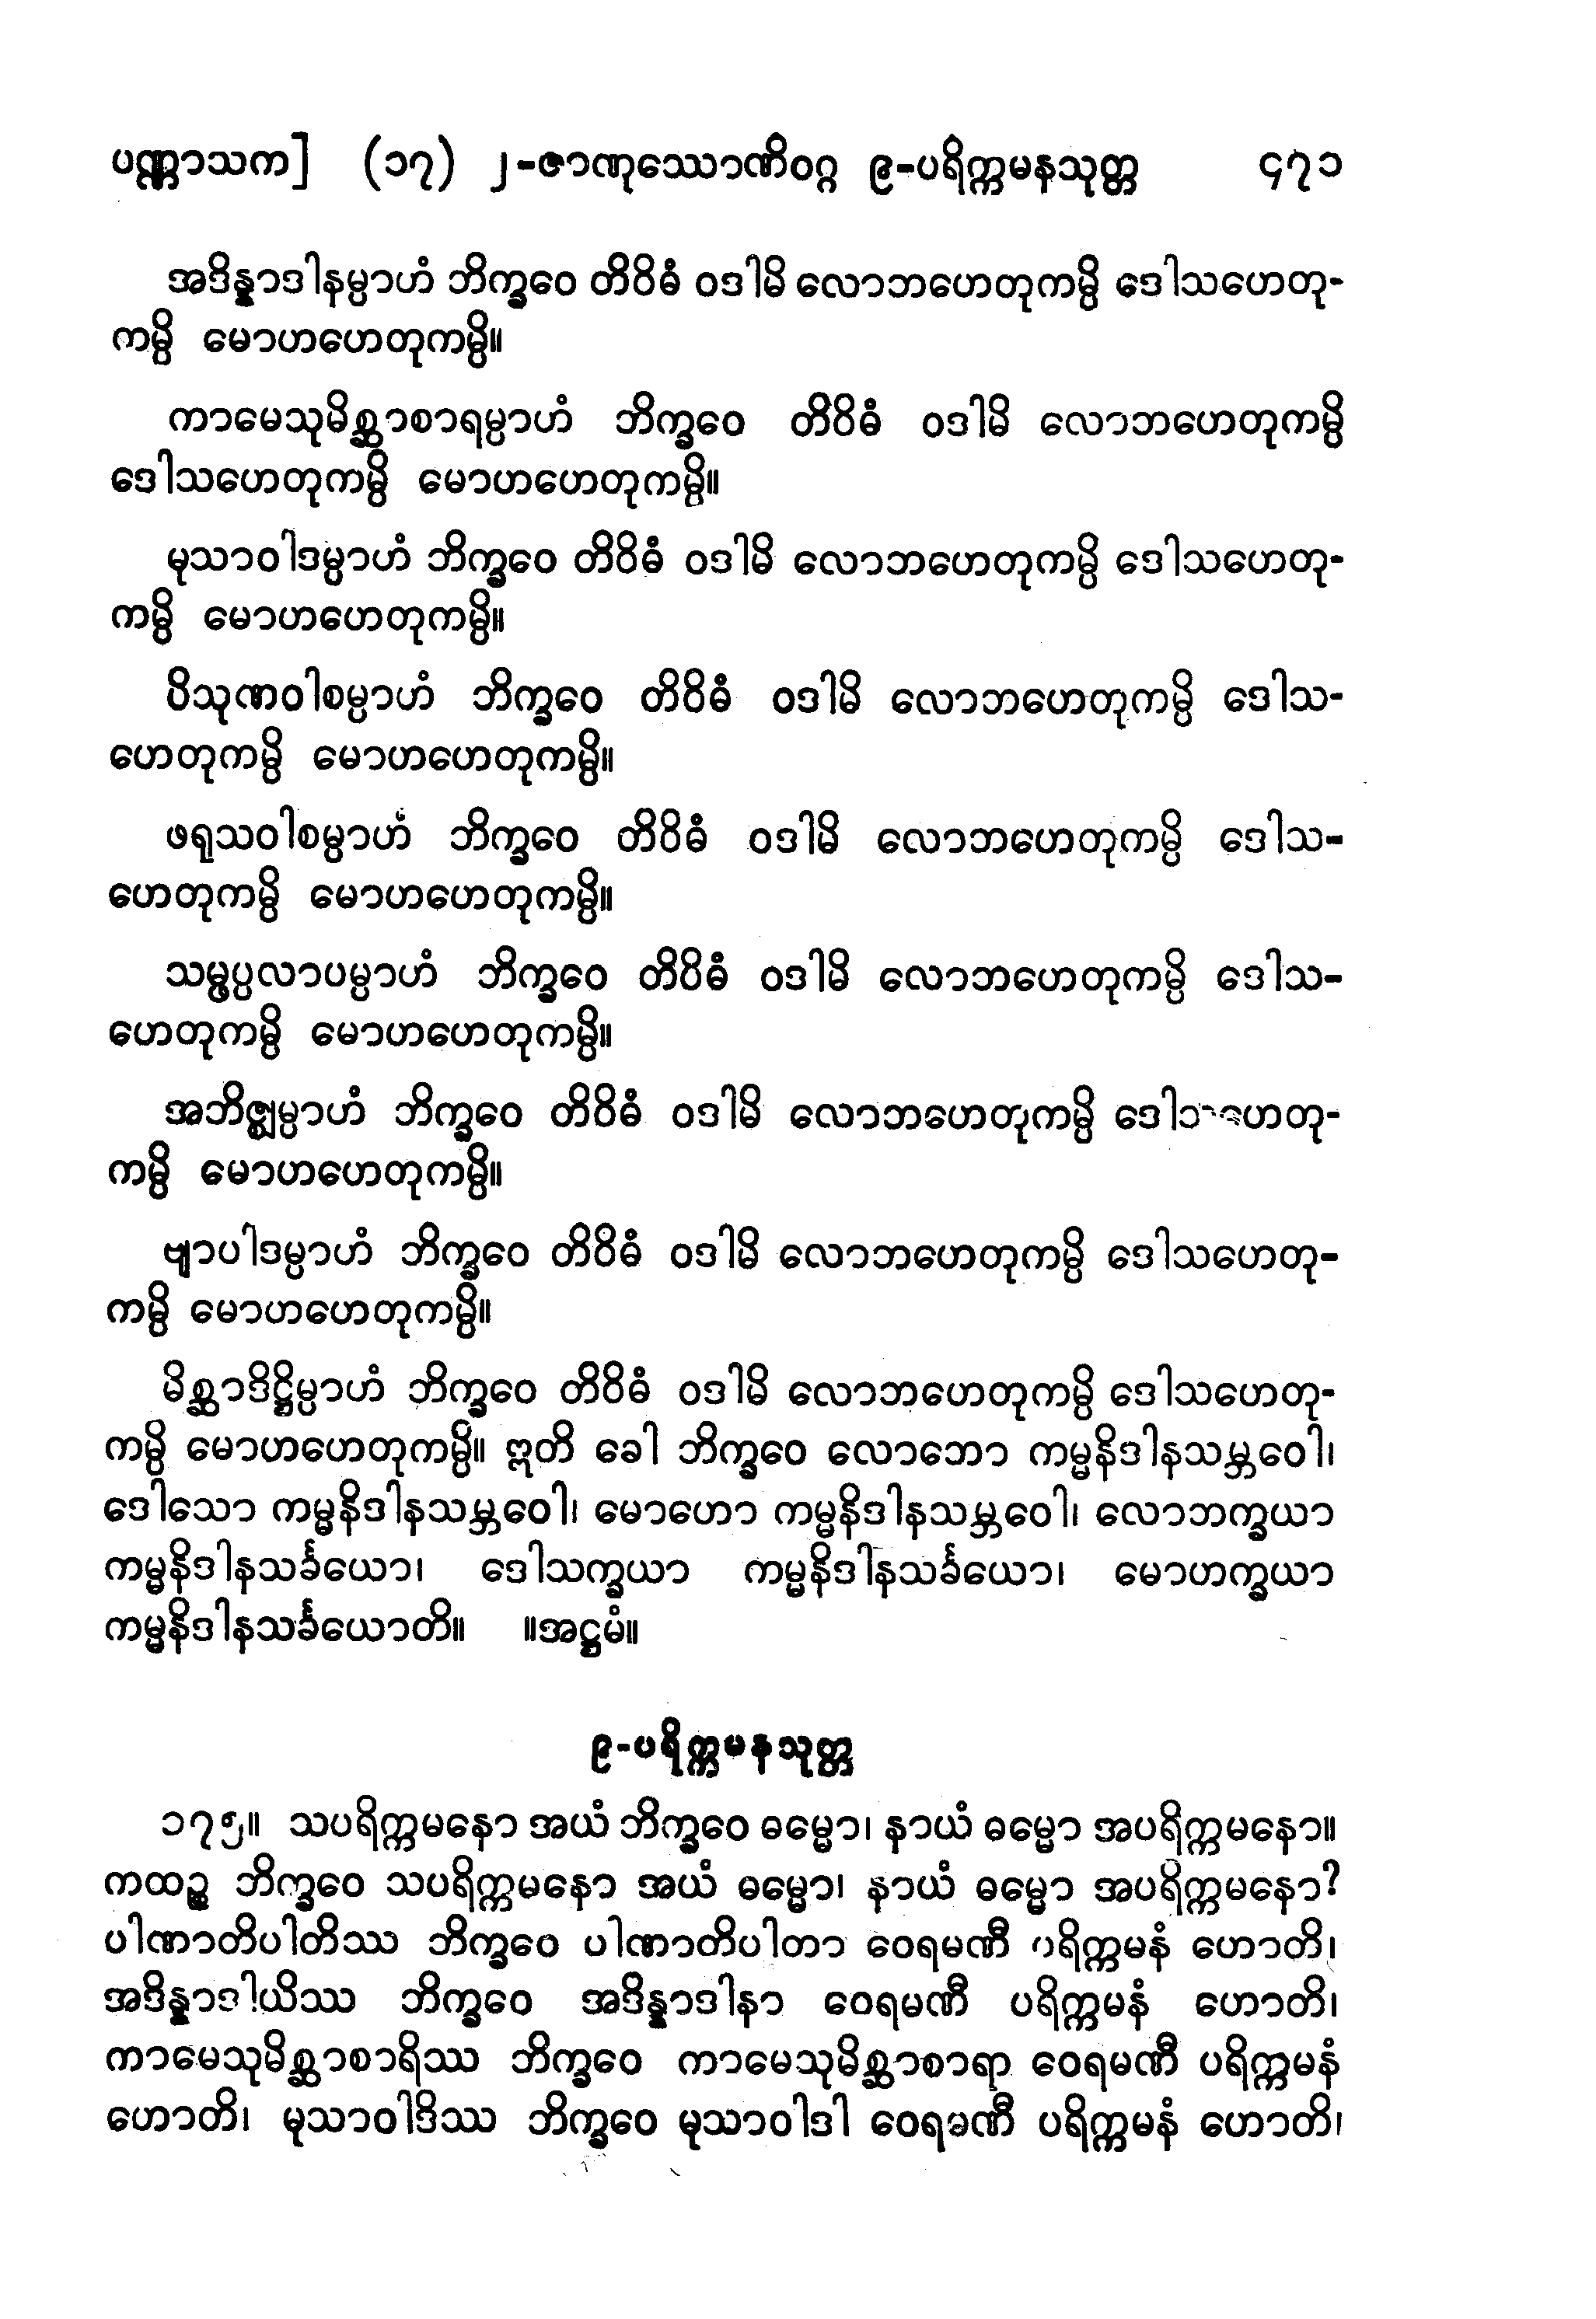 ပဏ္ဏာသက] (၁၇) ၂-ဇာဏုဿောဏိဝဂ္ဂ ၉-ပရိက္ကမနသုတ္တ ၄၇၁
အဒိန္နာဒါနမ္ပာဟံ ဘိက္ခဝေ တိဝိဓံ ဝဒါမိ လောဘဟေတုကမ္ပိ ဒေါသဟေတု-
ကမ္ပိ မောဟဟေတုကမ္ပိ။
ကာမေသုမိစ္ဆာစာရမ္ပာဟံ ဘိက္ခဝေ တိဝိဓံ ဝဒါမိ လောဘဟေတုကမ္ပိ
ဒေါသဟေတုကမ္ပိ မောဟဟေတုကမ္ပိ။
မုသာဝါဒမ္ပာဟံ ဘိက္ခဝေ တိဝိဓံ ဝဒါမိ လောဘဟေတုကမ္ပိ ဒေါသဟေတု-
ကမ္ပိ မောဟဟေတုကမ္ပိ။
ပိသုဏဝါစမ္ပာဟံ ဘိက္ခဝေ တိဝိဓံ ဝဒါမိ လောဘဟေတုကမ္ပိ ဒေါသ-
ဟေတုကမ္ပိ မောဟဟေတုကမ္ပိ။
ဖရုသဝါစမ္ပာဟံ ဘိက္ခဝေ တိဝိဓံ ဝဒါမိ လောဘဟေတုကမ္ပိ ဒေါသ-
ဟေတုကမ္ပိ မောဟဟေတုကမ္ပိ။
သမ္ဖပ္ပလာပမ္ပာဟံ ဘိက္ခဝေ တိဝိဓံ ဝဒါမိ လောဘဟေတုကမ္ပိ ဒေါသ-
ဟေတုကမ္ပိ မောဟဟေတုကမ္ပိ။
အဘိဇ္ဈမ္ပာဟံ ဘိက္ခဝေ တိဝိဓံ ဝဒါမိ လောဘဟေတုကမ္ပိ ဒေါသဟေတု-
ကမ္ပိ မောဟဟေတုကမ္ပိ။
ဗျာပါဒမ္ပာဟံ ဘိက္ခဝေ တိဝိဓံ ဝဒါမိ လောဘဟေတုကမ္ပိ ဒေါသဟေတု-
ကမ္ပိ မောဟဟေတုကမ္ပိ။
မိစ္ဆာဒိဋ္ဌိမ္ပာဟံ ဘိက္ခဝေ တိဝိဓံ ဝဒါမိ လောဘဟေတုကမ္ပိ ဒေါသဟေတု-
ကမ္ပိ မောဟဟေတုကမ္ပိ။ ဣတိ ခေါ ဘိက္ခဝေ လောဘော ကမ္မနိဒါနသမ္ဘဝေါ၊
ဒေါသော ကမ္မနိဒါနသမ္ဘဝေါ၊ မောဟော ကမ္မနိဒါနသမ္ဘဝေါ၊ လောဘက္ခယာ
ကမ္မနိဒါနသင်္ခယော၊ ဒေါသက္ခယာ ကမ္မနိဒါနသင်္ခယော၊ မောဟက္ခယာ
ကမ္မနိဒါနသင်္ခယောတိ။ ။အဋ္ဌမံ။
၉-ပရိက္ကမနသုတ္တ
၁၇၅။ သပရိက္ကမနော အယံ ဘိက္ခဝေ ဓမ္မော၊ နာယံ ဓမ္မော အပရိက္ကမနော။
ကထဉ္စ ဘိက္ခဝေ သပရိက္ကမနော အယံ ဓမ္မော၊ နာယံ ဓမ္မော အပရိက္ကမနော?
ပါဏာတိပါတိဿ ဘိက္ခဝေ ပါဏာတိပါတာ ဝေရမဏီ ပရိက္ကမနံ ဟောတိ၊
အဒိန္နာဒါယိဿ ဘိက္ခဝေ အဒိန္နာဒါနာ ဝေရမဏီ ပရိက္ကမနံ ဟောတိ၊
ကာမေသုမိစ္ဆာစာရိဿ ဘိက္ခဝေ ကာမေသုမိစ္ဆာစာရာ ဝေရမဏီ ပရိက္ကမနံ
ဟောတိ၊ မုသာဝါဒိဿ ဘိက္ခဝေ မုသာဝါဒါ ဝေရမဏီ ပရိက္ကမနံ ဟောတိ၊